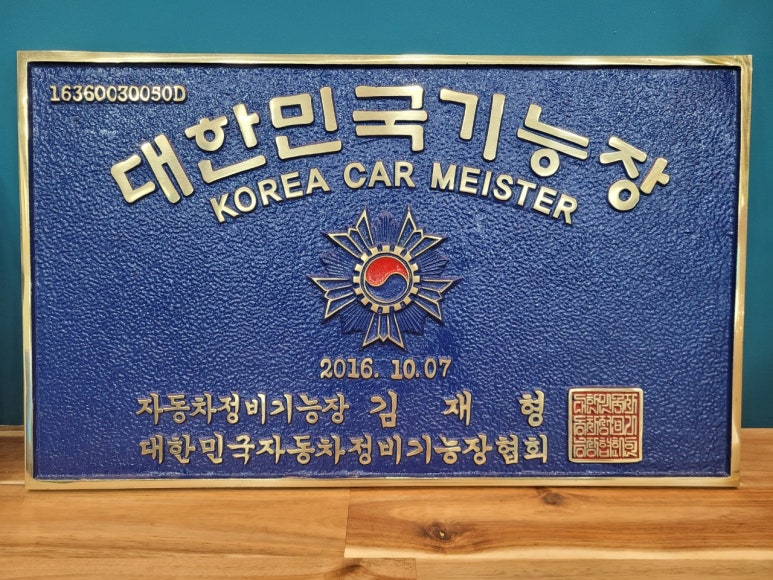 16360030050D
대한민국기능장
KOREA CAR MEISTER
2016. 10. 07
자동차정비기능장 김 재 형
대한민국자동차정비기능장협회